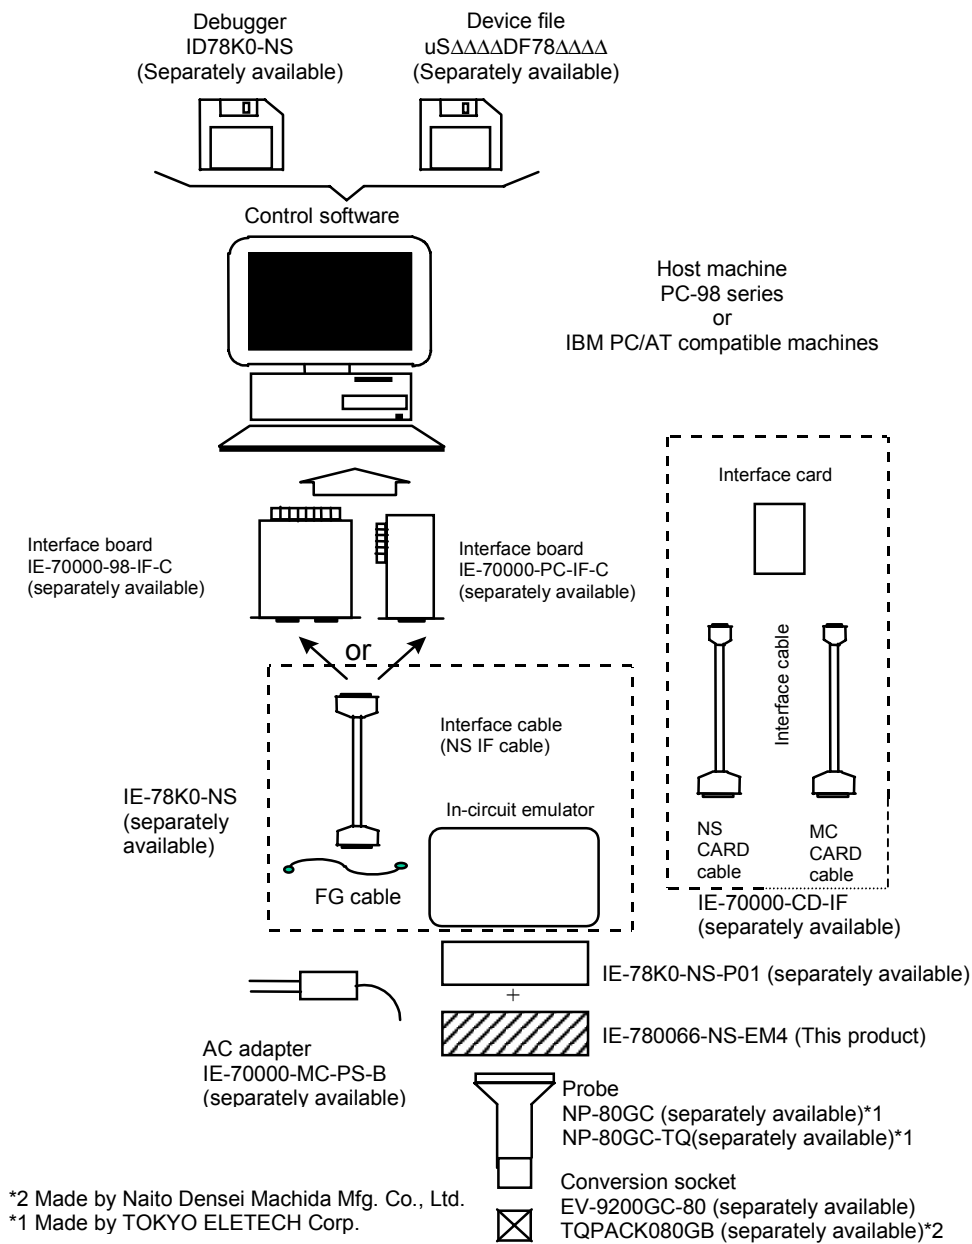 Debugger
ID78K0-NS
(Separately available)
Device file
uS∆∆∆∆DF78∆∆∆∆
(Separately available)
Control software
Host machine
PC-98 series
or
IBM PC/AT compatible machines
Interface board
IE-70000-98-IF-C
(separately available)
Interface board
IE-70000-PC-IF-C
(separately available)
or
Interface card
Interface cable
NS
CARD
cable
MC
CARD
cable
IE-70000-CD-IF
(separately available)
Interface cable
(NS IF cable)
IE-78K0-NS
(separately
available)
In-circuit emulator
FG cable
IE-78K0-NS-P01 (separately available)
+
IE-780066-NS-EM4 (This product)
AC adapter
IE-70000-MC-PS-B
(separately available)
Probe
NP-80GC (separately available)*1
NP-80GC-TQ(separately available)*1
Conversion socket
EV-9200GC-80 (separately available)
TQPACK080GB (separately available)*2
*2 Made by Naito Densei Machida Mfg. Co., Ltd.
*1 Made by TOKYO ELETECH Corp.